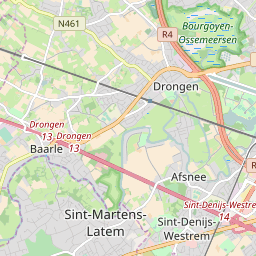 N461
R4
Bourgoyen-
Ossemeersen
Drongen
Drongen
13
Drongen
13
Baarle
Afsnee
R
Sint-Denijs-Westre
14
Sint-Martens-
Latem
Sint-Denijs-
Westrem